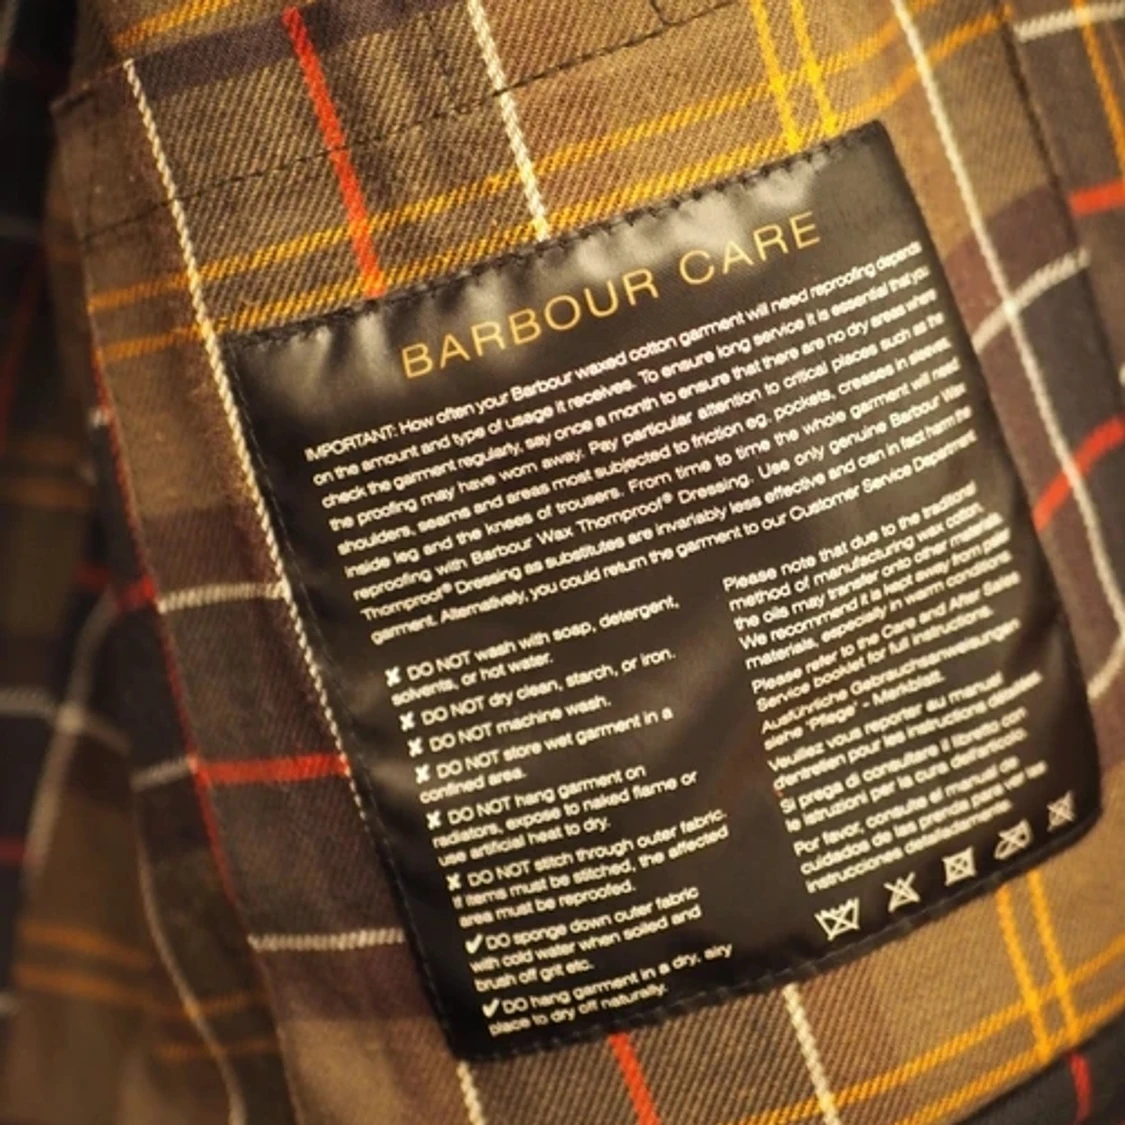 BARBOUR CARE
IMPORTANT: How often your Barbour waxed cotton garment will need reproofing depends
on the amount and type of usage it receives. To ensure long service it is essential that you
check the garment regularly, say once a month to ensure that there are no dry areas where
the proofing may have worn away. Pay particular attention to critical places such as the
shoulders, seams and areas most subjected to friction eg. pockets, creases in sleeves,
inside leg and the knees of trousers. From time to time the whole garment will need
reproofing with Barbour Wax Thornproof® Dressing. Use only genuine Barbour Wax
Thornproof® Dressing as substitutes are invariably less effective and can in fact harm the
garment. Alternatively, you could return the garment to our Customer Service Department
✘ DO NOT wash with soap, detergent,
solvents, or hot water.
✘ DO NOT dry clean, starch, or iron.
✘ DO NOT machine wash.
✘ DO NOT store wet garment in a
confined area.
✘ DO NOT hang garment on
radiators, expose to naked flame or
use artificial heat to dry.
✘ DO NOT stitch through outer fabric.
If items must be stitched, the affected
area must be reproofed.
✔ DO sponge down outer fabric
with cold water when soiled and
brush off grit etc.
✔ DO hang garment in a dry, airy
place to dry off naturally.
Please note that due to the traditional
method of manufacturing wax cotton,
the oils may transfer onto other materials.
We recommend it is kept away from paler
materials, especially in warm conditions.
Please refer to the Care and After Sales
Service booklet for full instructions.
Ausführliche Gebrauchsanweisungen
siehe 'Pflege' - Merkblatt.
Veuillez vous reporter au manuel
d'entretien pour les instructions détaillées
Si prega di consultare il libretto con
le istruzioni per la cura dell'articolo.
Por favor, consulte el manual de
cuidados de las prenda para ver las
instrucciones detalladamente.